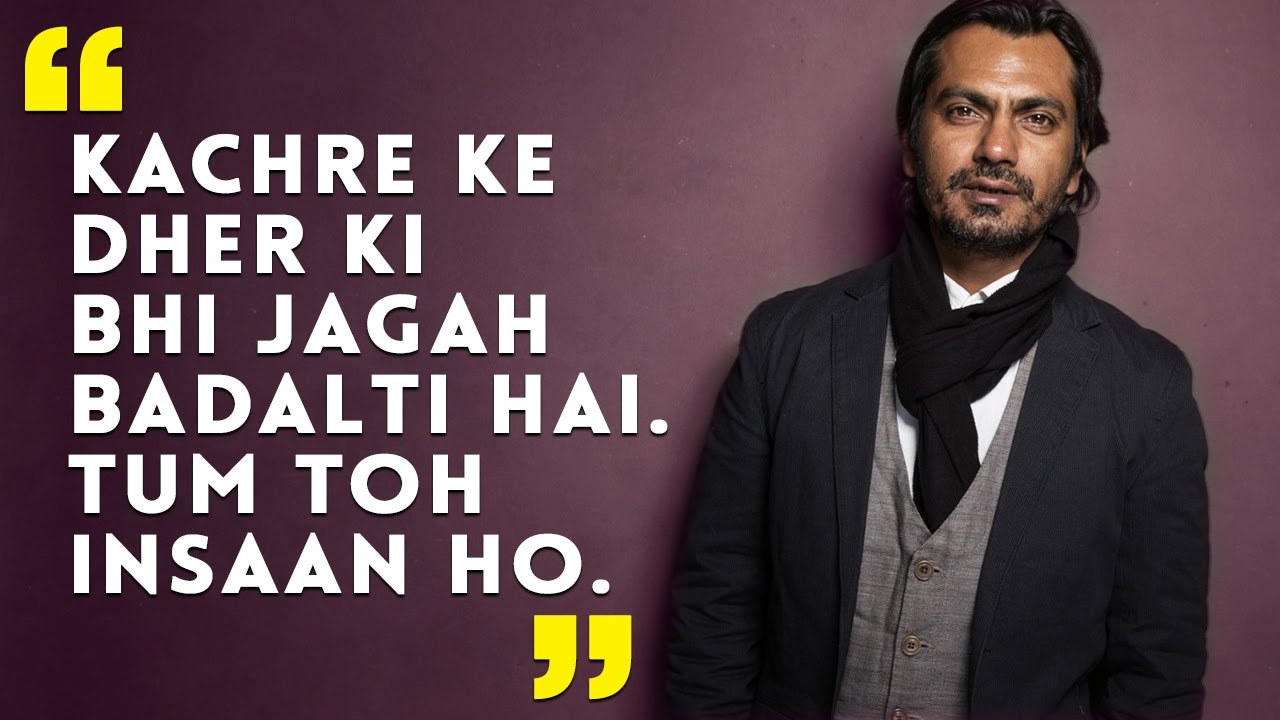 “
KACHRE KE
DHER KI
BHI JAGAH
BADALTI HAI.
TUM TOH
INSAAN HO.
”